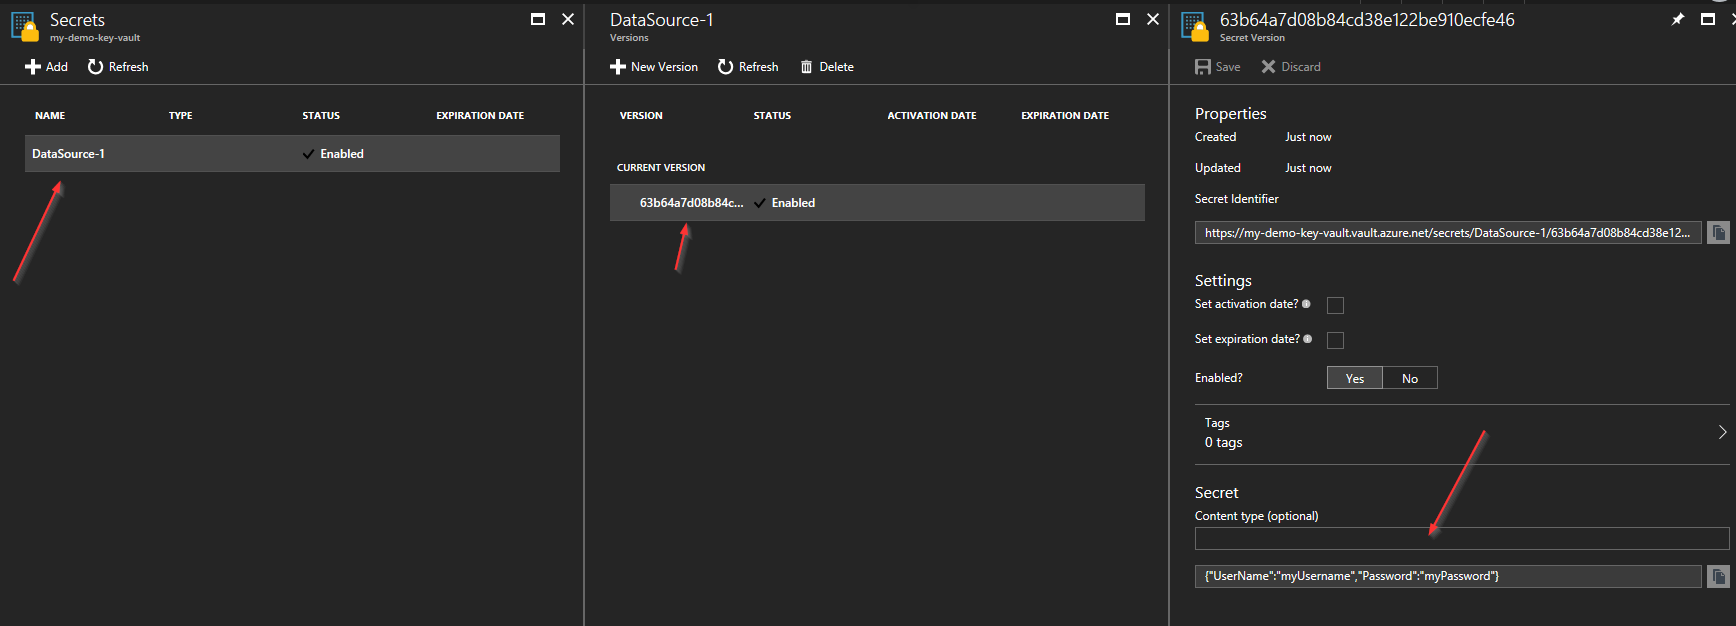 Secrets
my-demo-key-vault
Add Refresh
NAME TYPE STATUS EXPIRATION DATE
DataSource-1 Enabled
DataSource-1
Versions
New Version Refresh Delete
VERSION STATUS ACTIVATION DATE EXPIRATION DATE
CURRENT VERSION
63b64a7d08b84c... Enabled
63b64a7d08b84cd38e122be910ecfe46
Secret Version
Save Discard
Properties
Created Just now
Updated Just now
Secret Identifier
https://my-demo-key-vault.vault.azure.net/secrets/DataSource-1/63b64a7d08b84cd38e12...
Settings
Set activation date?
Set expiration date?
Enabled? Yes No
Tags
0 tags
Secret
Content type (optional)
{"UserName":"myUsername","Password":"myPassword"}